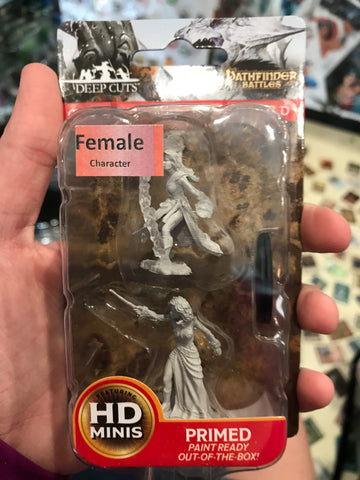 DEEP CUTS
PATHFINDER
BATTLES
Female
Character
FEATURING
HD
MINIS
PRIMED
PAINT READY
OUT-OF-THE-BOX!